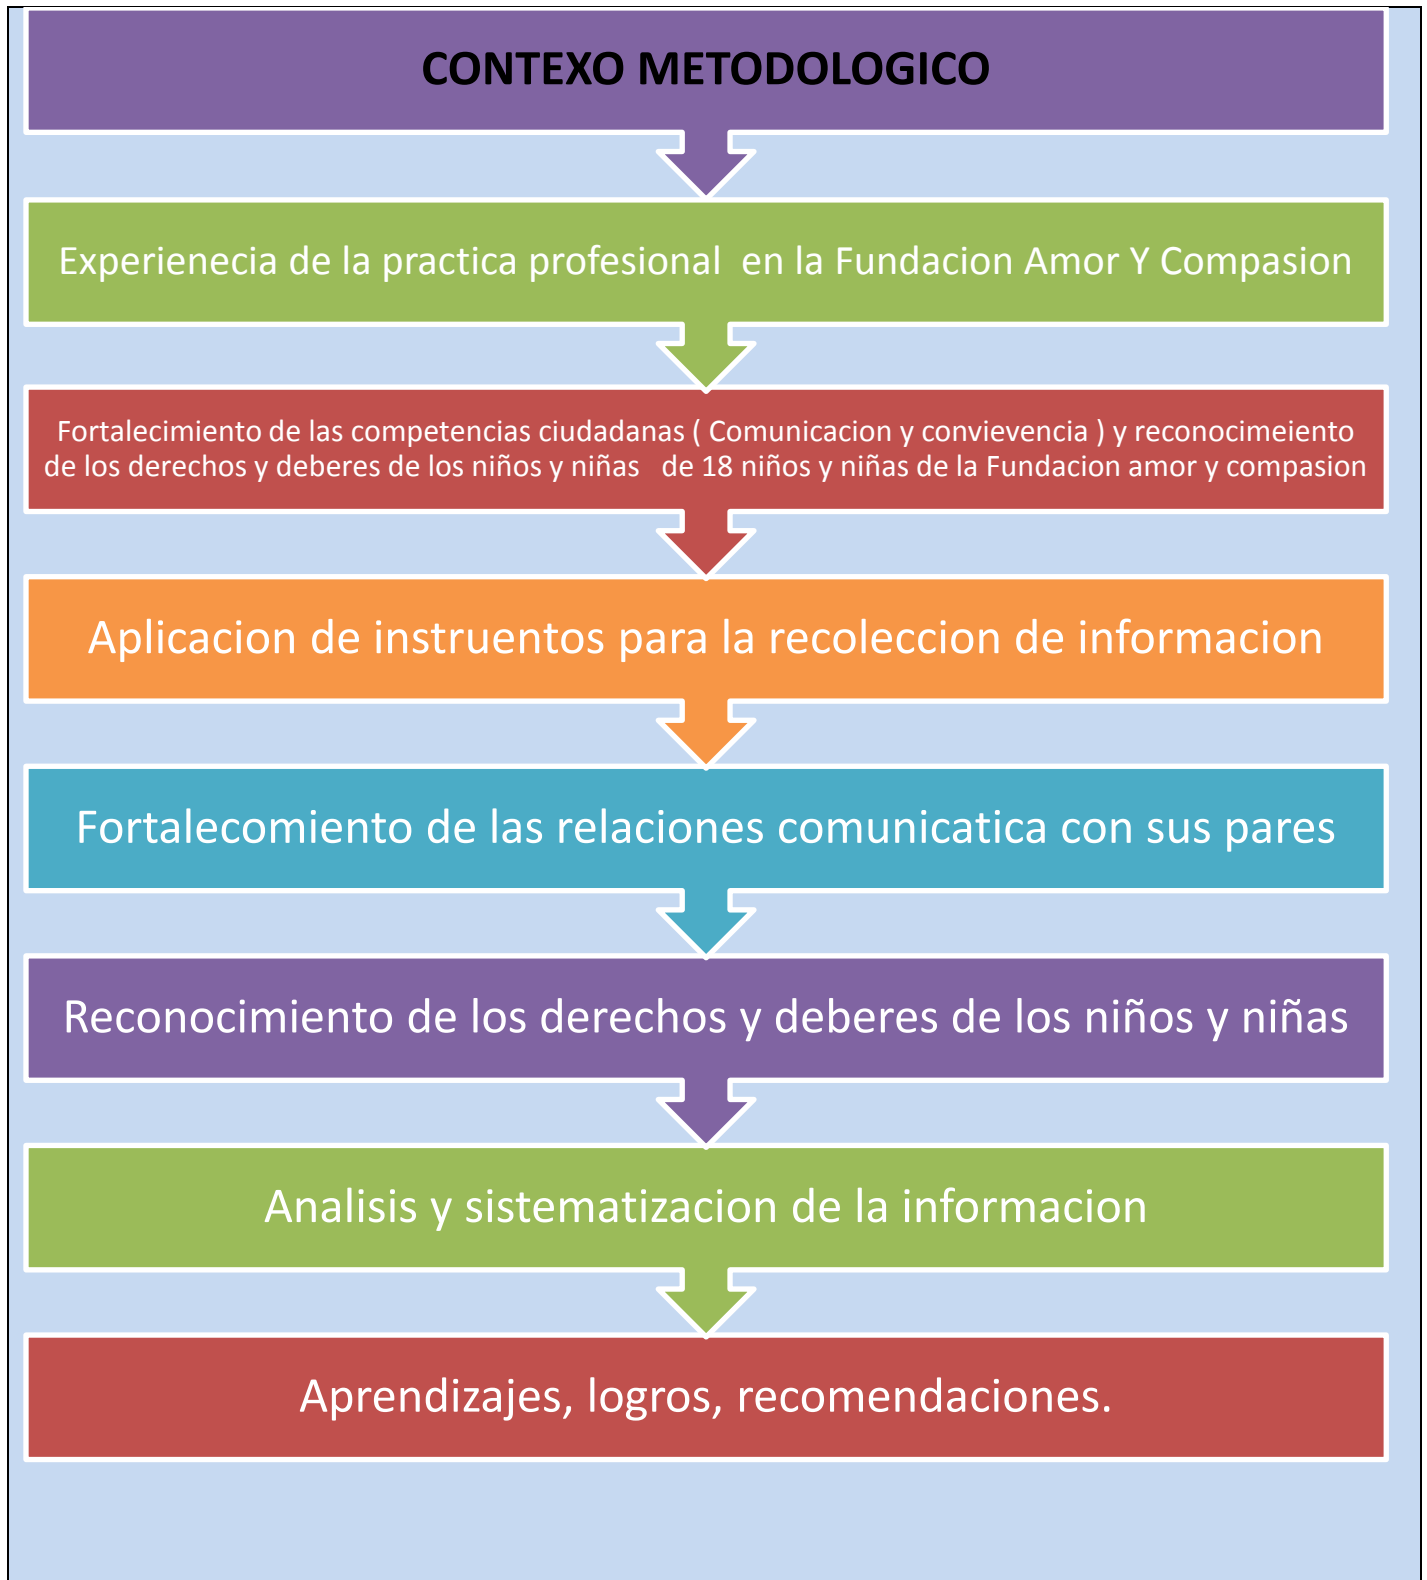 CONTEXO METODOLOGICO
Experienecia de la practica profesional en la Fundacion Amor Y Compasion
Fortalecimiento de las competencias ciudadanas ( Comunicacion y convievencia ) y reconocimeiento
de los derechos y deberes de los niños y niñas de 18 niños y niñas de la Fundacion amor y compasion
Aplicacion de instruentos para la recoleccion de informacion
Fortalecomiento de las relaciones comunicatica con sus pares
Reconocimiento de los derechos y deberes de los niños y niñas
Analisis y sistematizacion de la informacion
Aprendizajes, logros, recomendaciones.